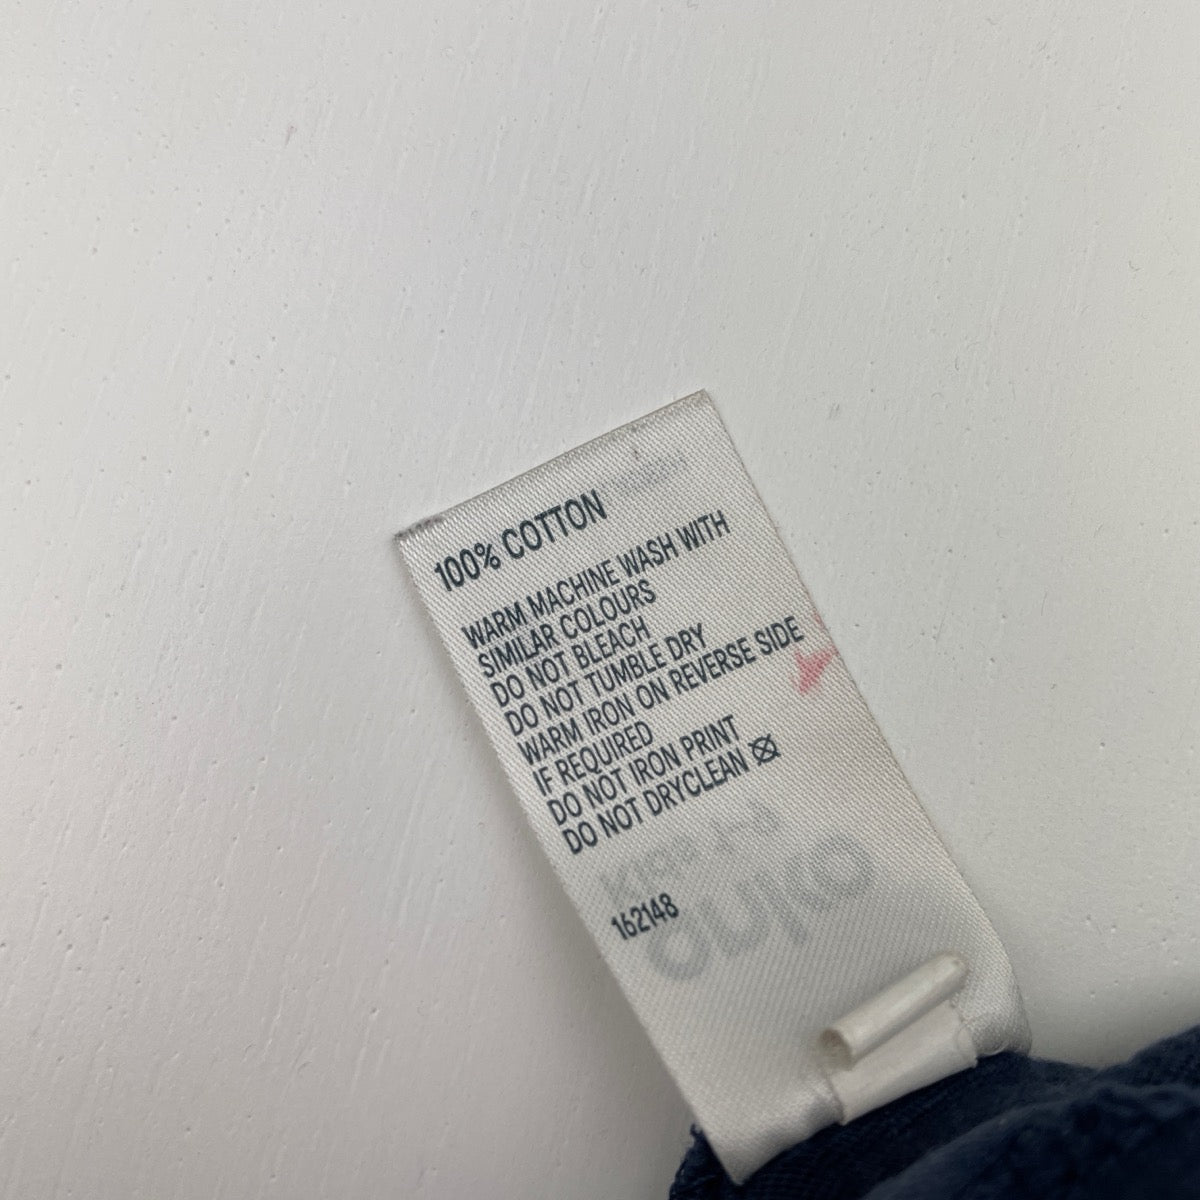 100% COTTON
WARM MACHINE WASH WITH
SIMILAR COLOURS
DO NOT BLEACH
DO NOT TUMBLE DRY
WARM IRON ON REVERSE SIDE
IF REQUIRED
DO NOT IRON PRINT
DO NOT DRYCLEAN
162148